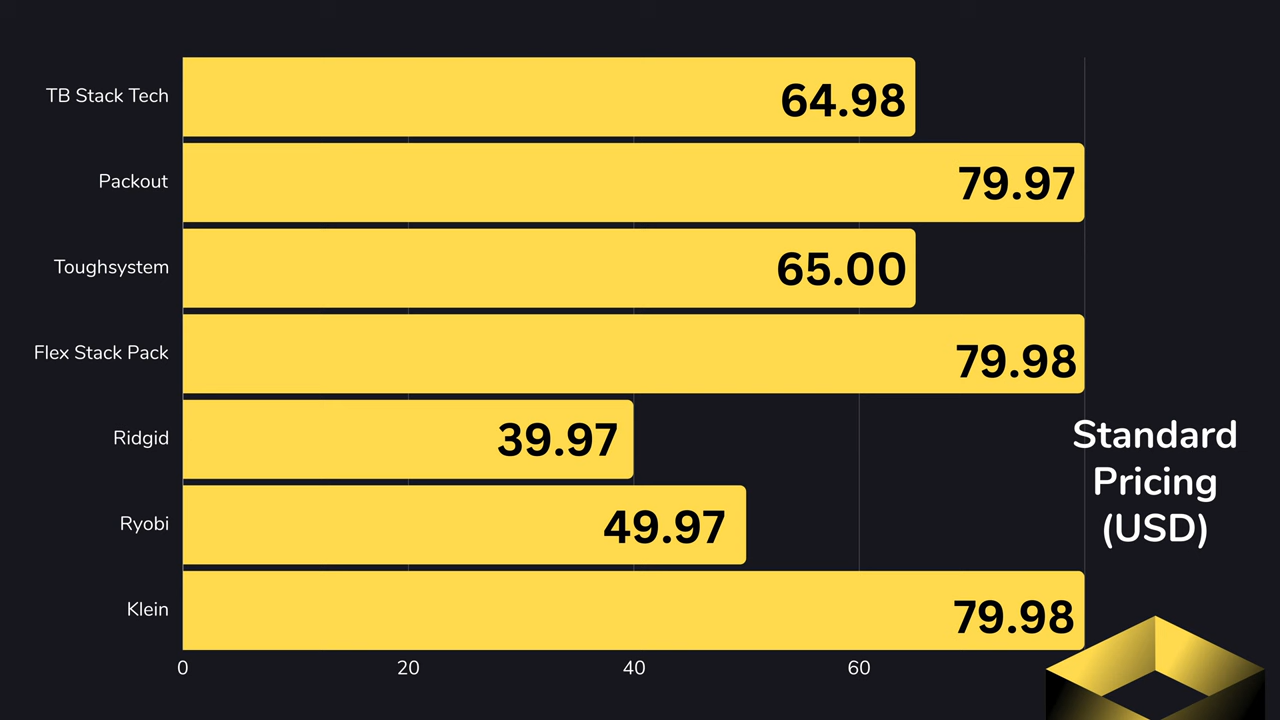 TB Stack Tech
64.98
Packout
79.97
Toughsystem
65.00
Flex Stack Pack
79.98
Ridgid
39.97
Ryobi
49.97
Klein
79.98
0
20
40
60
Standard
Pricing
(USD)